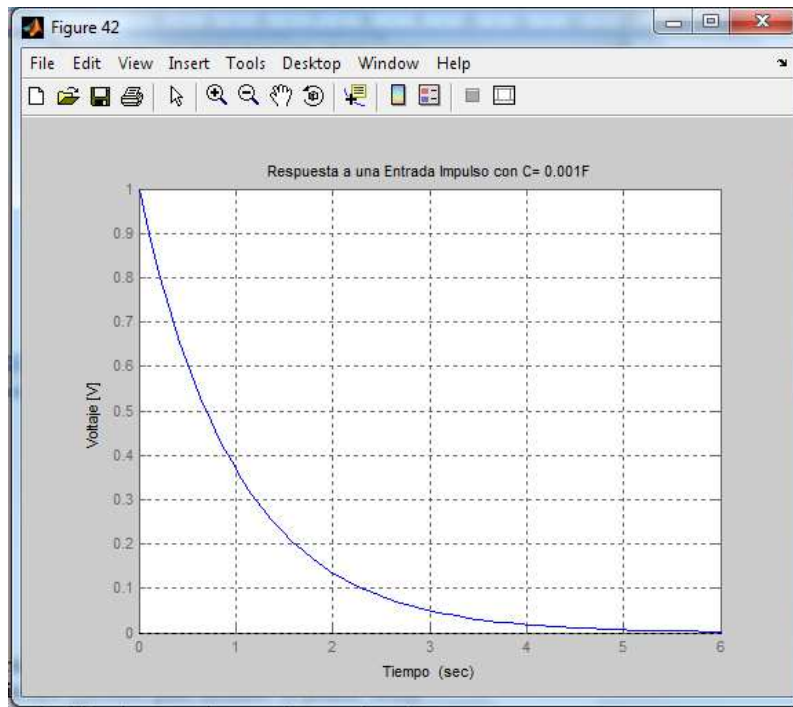 Figure 42
File Edit View Insert Tools Desktop Window Help
Respuesta a una Entrada Impulso con C= 0.001F
1
0.9
0.8
0.7
0.6
0.5
0.4
0.3
0.2
0.1
0
Voltaje [V]
0 1 2 3 4 5 6
Tiempo (sec)